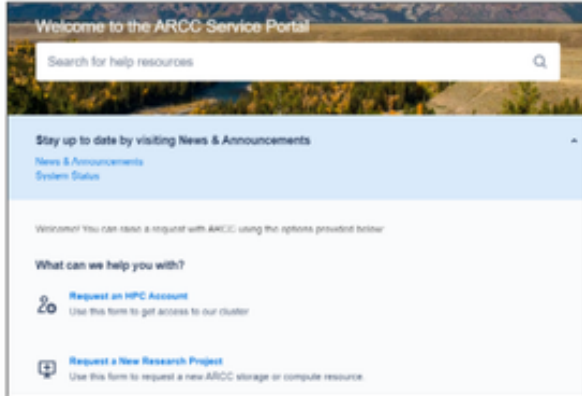 Welcome to the ARCC Service Portal
Search for help resources
Stay up to date by visiting News & Announcements
News & Announcements
System Status
Welcome! You can raise a request with ARCC using the options provided below
What can we help you with?
Request an HPC Account
Use this form to get access to our cluster
Request a New Research Project
Use this form to request a new ARCC storage or compute resource.